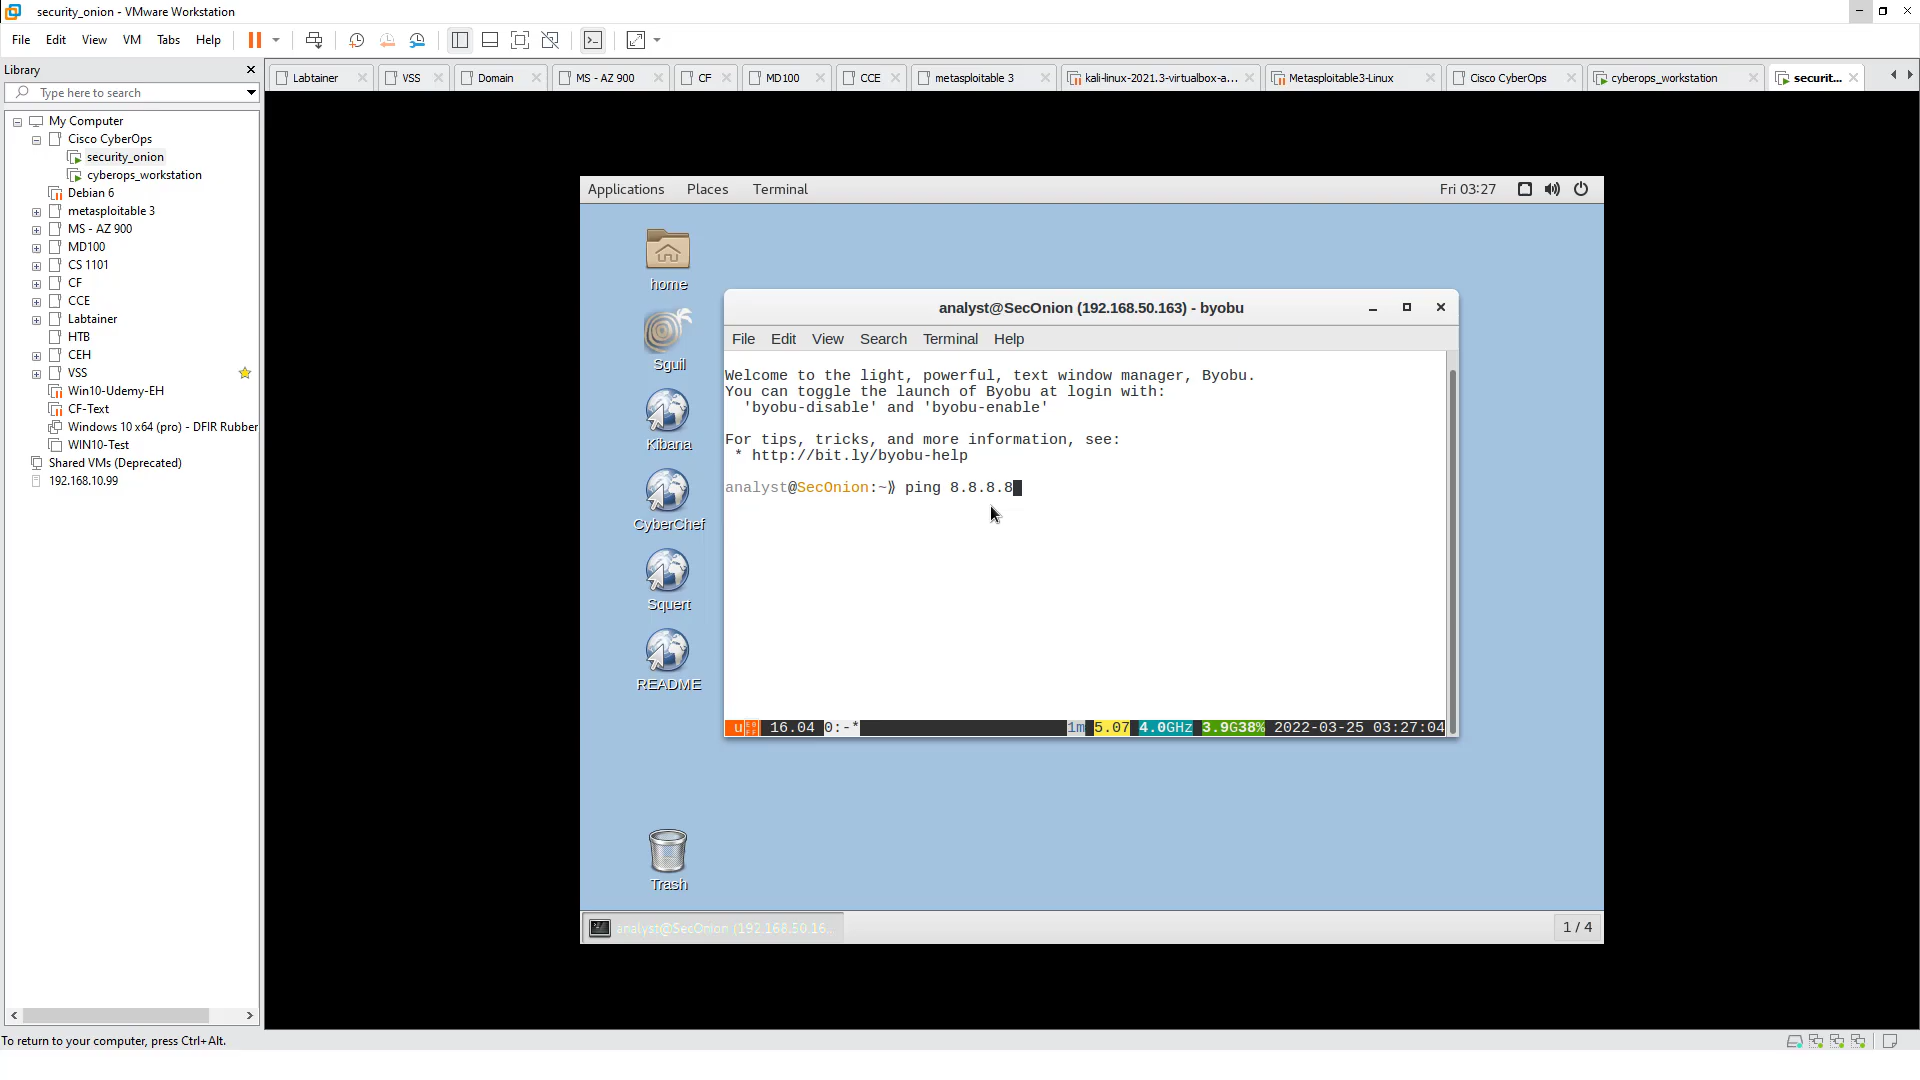 security_onion - VMware Workstation
File Edit View VM Tabs Help
Library
Type here to search
My Computer
Cisco CyberOps
security_onion
cyberops_workstation
Debian 6
metasploitable 3
MS - AZ 900
MD100
CS 1101
CF
CCE
Labtainer
HTB
CEH
VSS
Win10-Udemy-EH
CF-Text
Windows 10 x64 (pro) - DFIR Rubber
WIN10-Test
Shared VMs (Deprecated)
192.168.10.99
Labtainer VSS Domain MS - AZ 900 CF MD100 CCE metasploitable 3 kali-linux-2021.3-virtualbox-a... Metasploitable3-Linux Cisco CyberOps cyberops_workstation securit...
Applications Places Terminal Fri 03:27
home
Sguil
Kibana
CyberChef
Squert
README
Trash
analyst@SecOnion (192.168.50.163) - byobu
File Edit View Search Terminal Help
Welcome to the light, powerful, text window manager, Byobu.
You can toggle the launch of Byobu at login with:
'byobu-disable' and 'byobu-enable'
For tips, tricks, and more information, see:
* http://bit.ly/byobu-help
analyst@SecOnion:~⟫ ping 8.8.8.8
u 16.04 0:-* 1m 5.07 4.0GHz 3.9G38% 2022-03-25 03:27:04
analyst@SecOnion (192.168.50.16...
1 / 4
To return to your computer, press Ctrl+Alt.